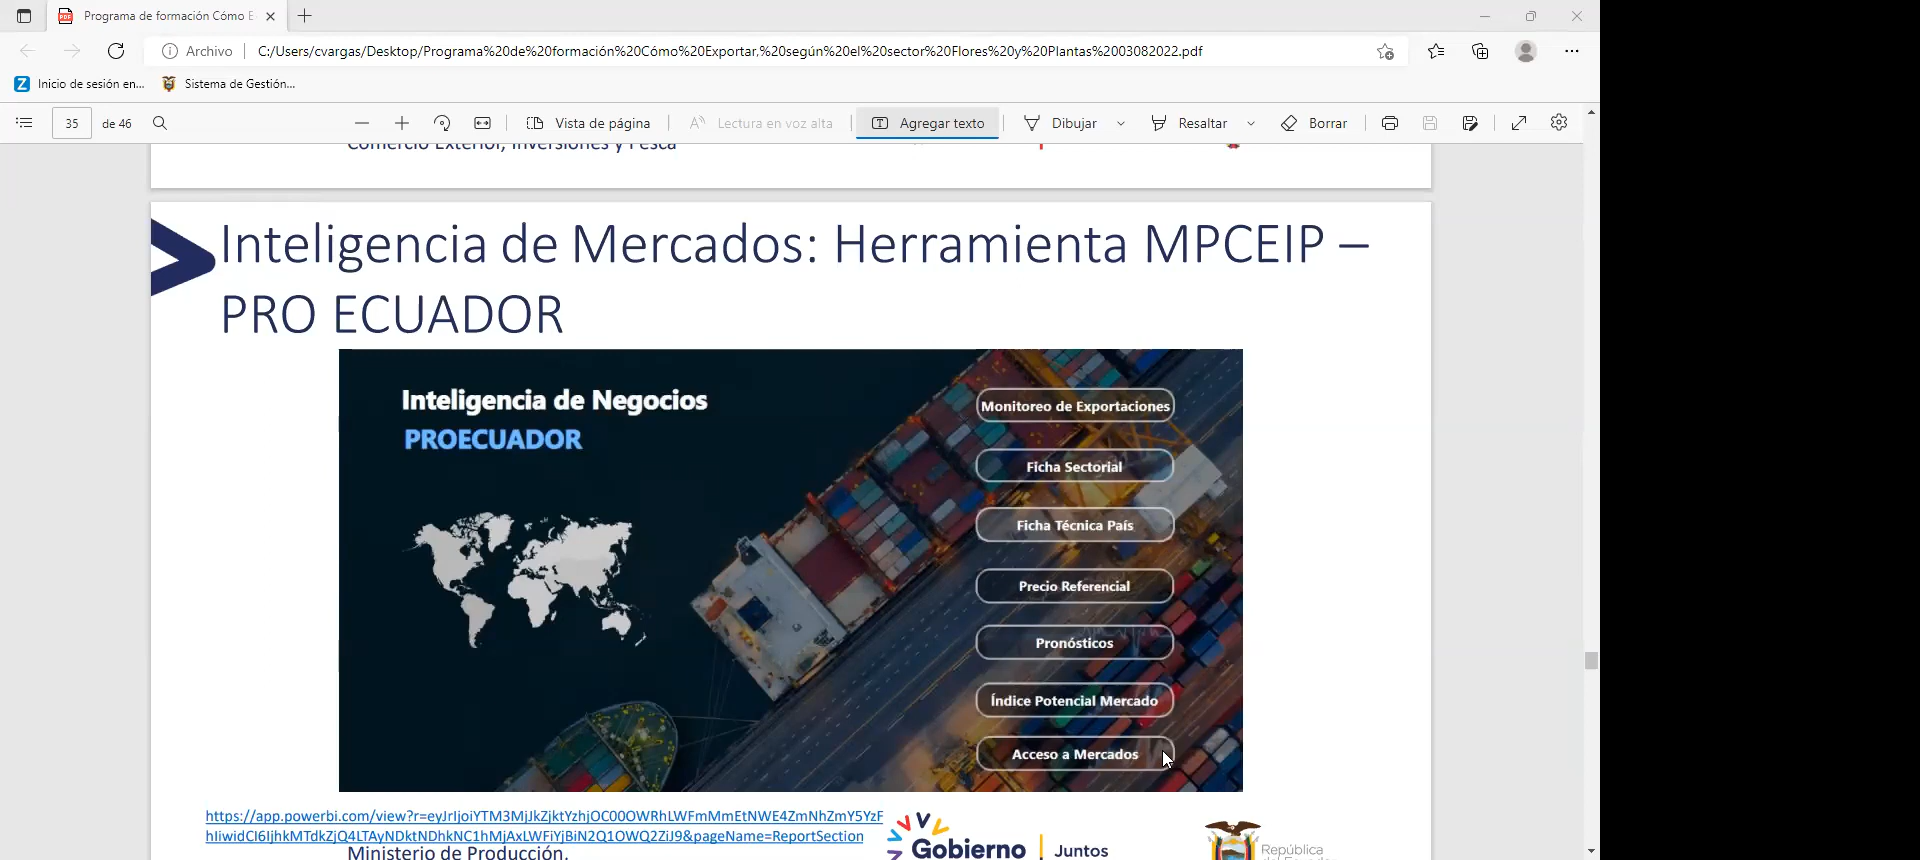 Programa de formación Cómo E
Archivo
C:/Users/cvargas/Desktop/Programa%20de%20formación%20Cómo%20Exportar,%20según%20el%20sector%20Flores%20y%20Plantas%2003082022.pdf
Inicio de sesión en...
Sistema de Gestión...
35 de 46
Vista de página
Lectura en voz alta
Agregar texto
Dibujar
Resaltar
Borrar
Comercio Exterior, Inversiones y Pesca
Inteligencia de Mercados: Herramienta MPCEIP –
PRO ECUADOR
Inteligencia de Negocios
PROECUADOR
Monitoreo de Exportaciones
Ficha Sectorial
Ficha Técnica País
Precio Referencial
Pronósticos
Índice Potencial Mercado
Acceso a Mercados
https://app.powerbi.com/view?r=eyJrIjoiYTM3MjJkZjktYzhjOC00OWRhLWFmMmEtNWE4ZmNhZmY5YzF
hIiwidCI6IjhkMTdkZjQ4LTAyNDktNDhkNC1hMjAxLWFiYjBiN2Q1OWQ2ZiJ9&pageName=ReportSection
Ministerio de Producción,
Gobierno
Juntos
República